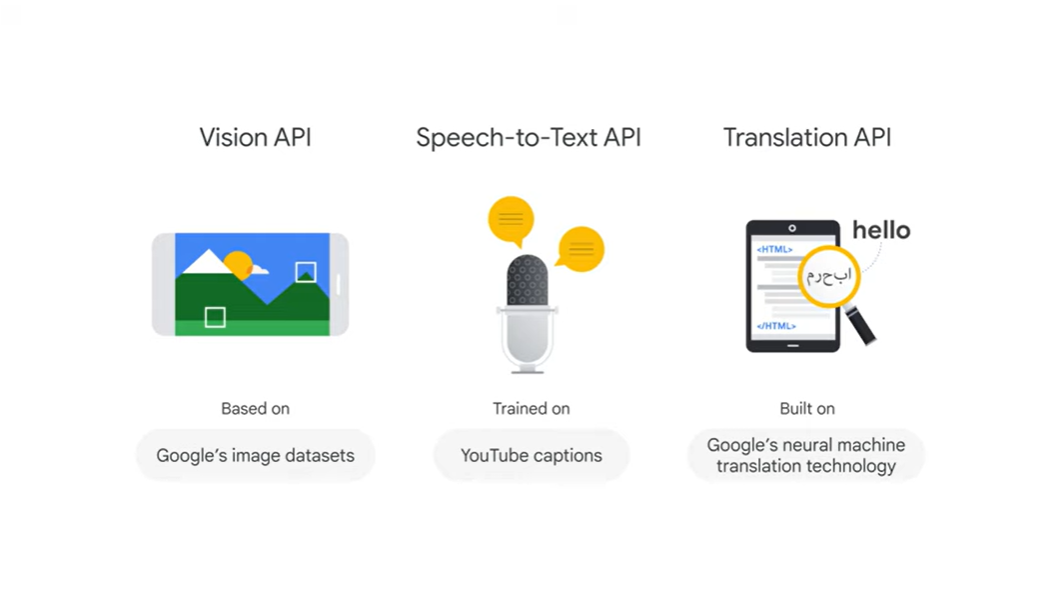 Vision API
Speech-to-Text API
Translation API
hello
<HTML>
ابحرم
</HTML>
Based on
Google's image datasets
Trained on
YouTube captions
Built on
Google's neural machine
translation technology